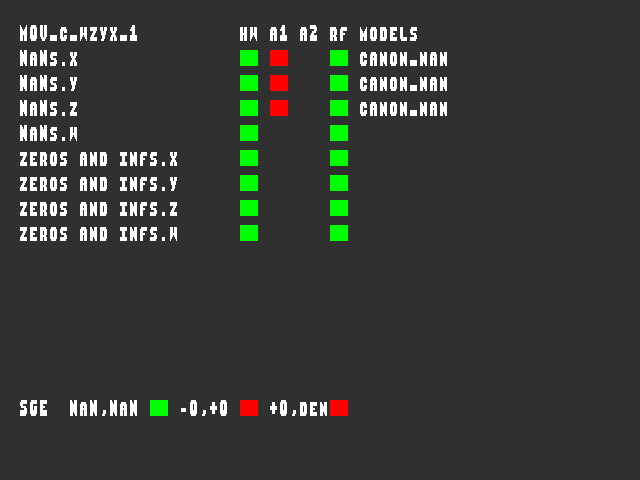 MOV_C_WZYX_1 HW A1 A2 RF MODELS
NaNs.X CANON_NAN
NaNs.Y CANON_NAN
NaNs.Z CANON_NAN
NaNs.W
ZEROS AND INFS.X
ZEROS AND INFS.Y
ZEROS AND INFS.Z
ZEROS AND INFS.W
SGE NaN,NaN -0,+0 +0,DEN